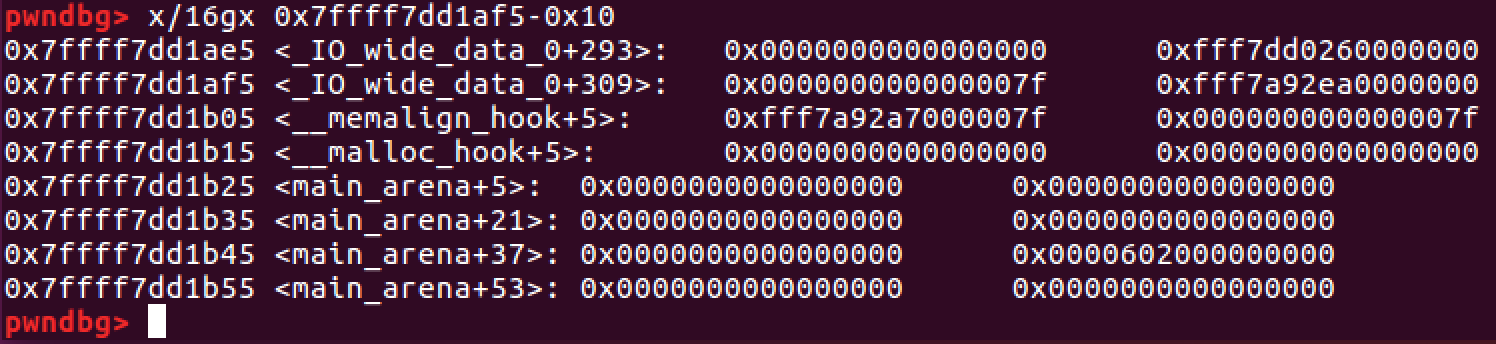 pwndbg> x/16gx 0x7ffff7dd1af5-0x10
0x7ffff7dd1ae5 <_IO_wide_data_0+293>: 0x0000000000000000 0xfff7dd0260000000
0x7ffff7dd1af5 <_IO_wide_data_0+309>: 0x000000000000007f 0xfff7a92ea0000000
0x7ffff7dd1b05 <__memalign_hook+5>: 0xfff7a92a7000007f 0x000000000000007f
0x7ffff7dd1b15 <__malloc_hook+5>: 0x0000000000000000 0x0000000000000000
0x7ffff7dd1b25 <main_arena+5>: 0x0000000000000000 0x0000000000000000
0x7ffff7dd1b35 <main_arena+21>: 0x0000000000000000 0x0000000000000000
0x7ffff7dd1b45 <main_arena+37>: 0x0000000000000000 0x0000602000000000
0x7ffff7dd1b55 <main_arena+53>: 0x0000000000000000 0x0000000000000000
pwndbg>